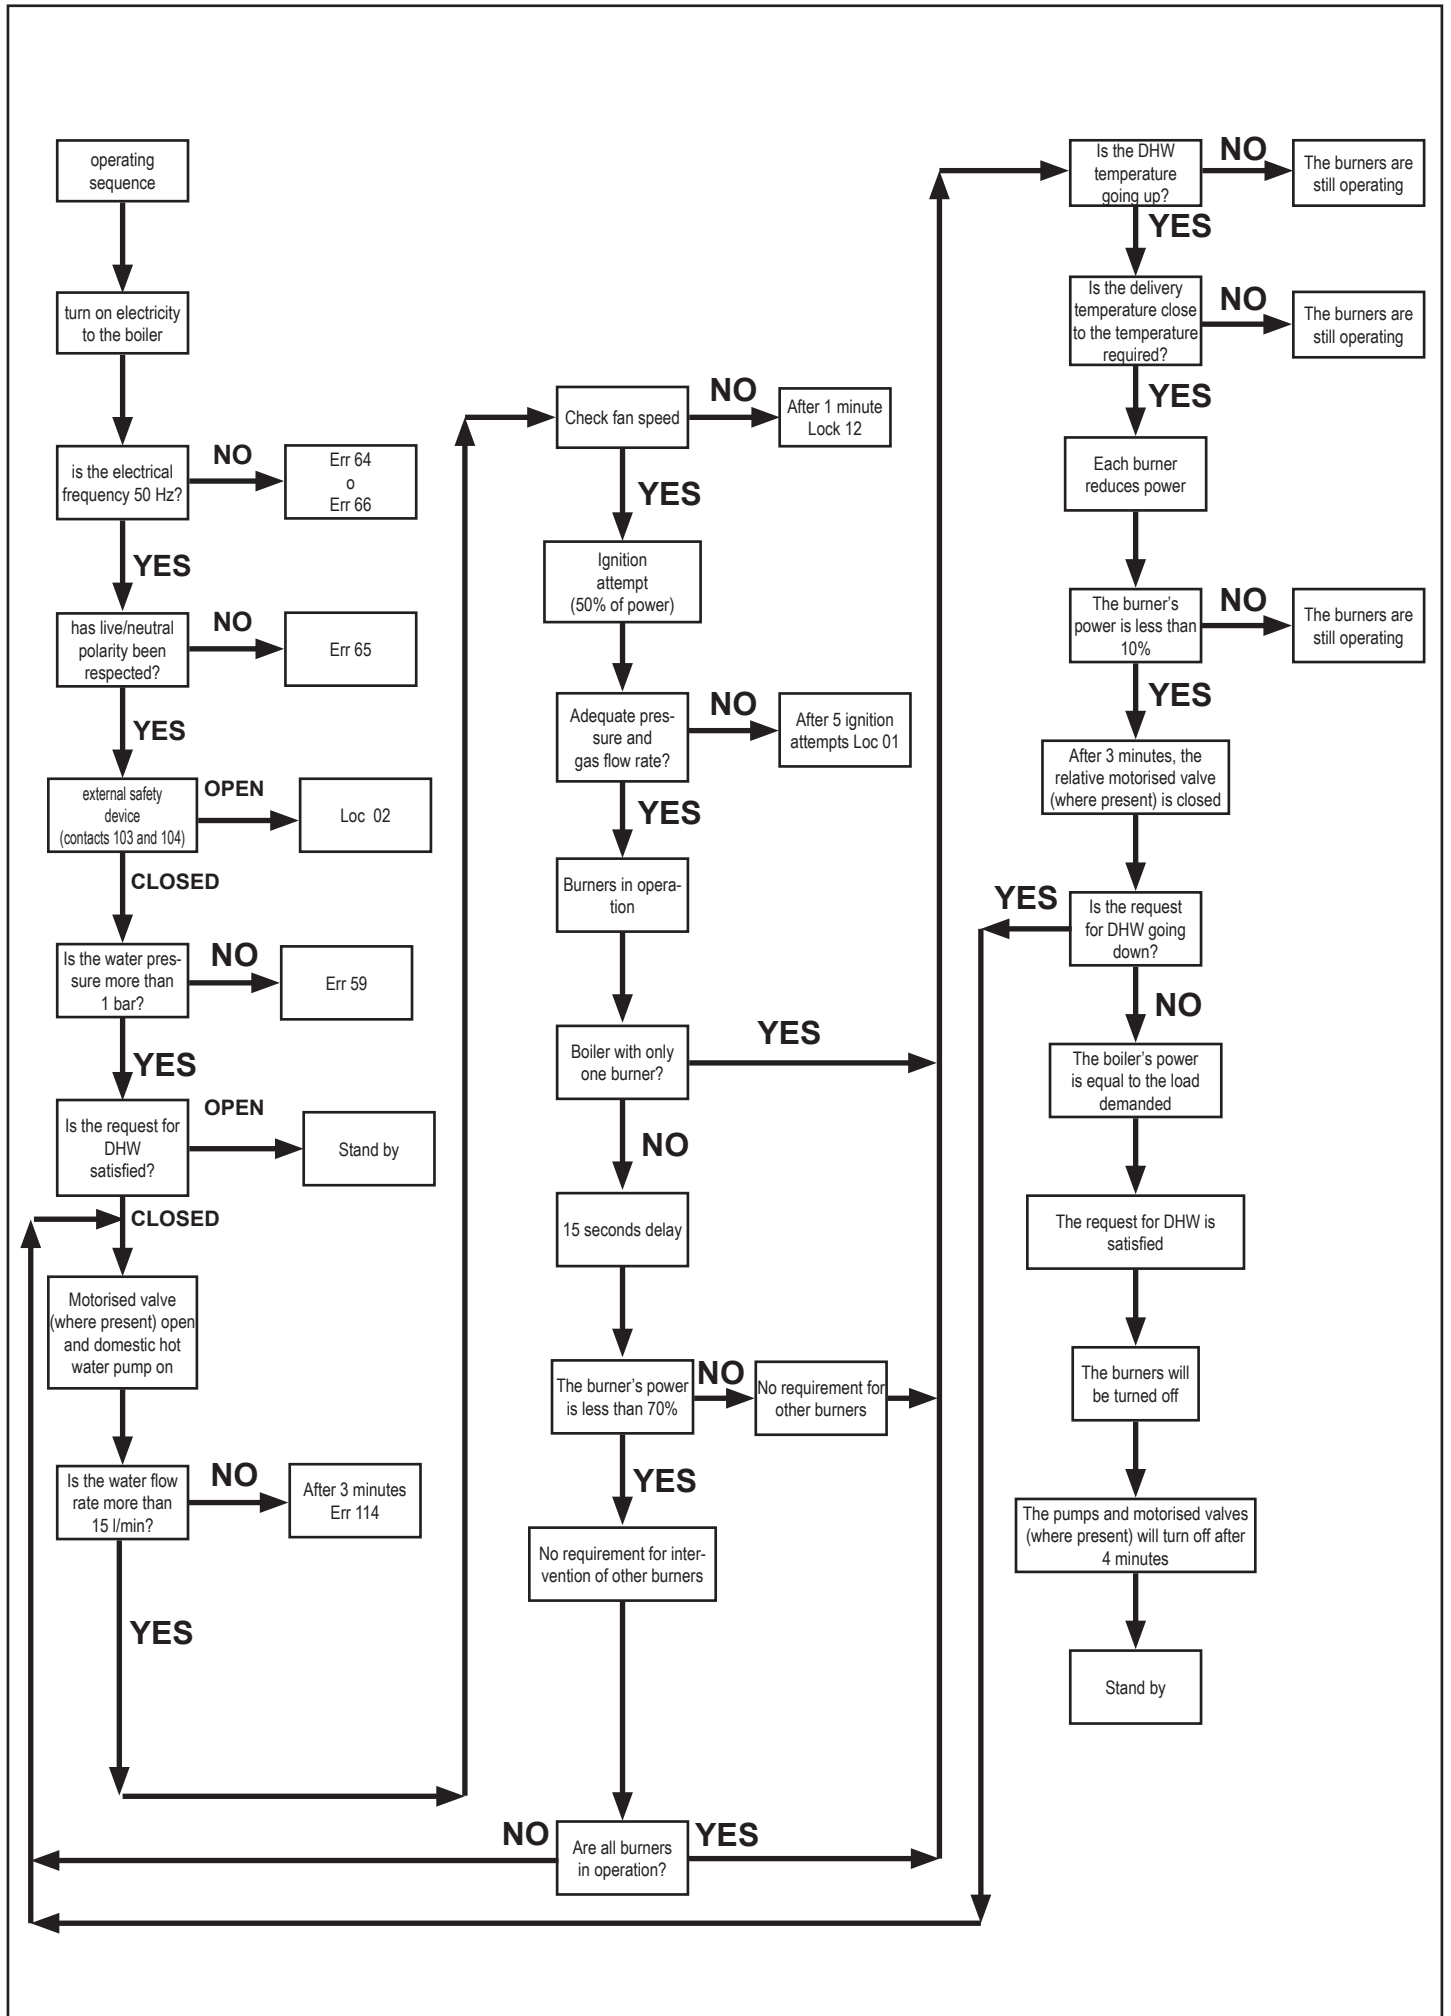 operating
sequence
turn on electricity
to the boiler
is the electrical
frequency 50 Hz?
NO
Err 64
o
Err 66
YES
has live/neutral
polarity been
respected?
NO
Err 65
YES
external safety
device
(contacts 103 and 104)
OPEN
Loc 02
CLOSED
Is the water pres-
sure more than
1 bar?
NO
Err 59
YES
Is the request for
DHW
satisfied?
OPEN
Stand by
CLOSED
Motorised valve
(where present) open
and domestic hot
water pump on
Is the water flow
rate more than
15 l/min?
NO
After 3 minutes
Err 114
YES
Check fan speed
NO
After 1 minute
Lock 12
YES
Ignition
attempt
(50% of power)
Adequate pres-
sure and
gas flow rate?
NO
After 5 ignition
attempts Loc 01
YES
Burners in opera-
tion
Boiler with only
one burner?
YES
NO
15 seconds delay
The burner's power
is less than 70%
NO
No requirement for
other burners
YES
No requirement for inter-
vention of other burners
Are all burners
in operation?
NO
YES
Is the DHW
temperature
going up?
NO
The burners are
still operating
YES
Is the delivery
temperature close
to the temperature
required?
NO
The burners are
still operating
YES
Each burner
reduces power
The burner's
power is less than
10%
NO
The burners are
still operating
YES
After 3 minutes, the
relative motorised valve
(where present) is closed
Is the request
for DHW going
down?
YES
NO
The boiler's power
is equal to the load
demanded
The request for DHW is
satisfied
The burners will
be turned off
The pumps and motorised valves
(where present) will turn off after
4 minutes
Stand by